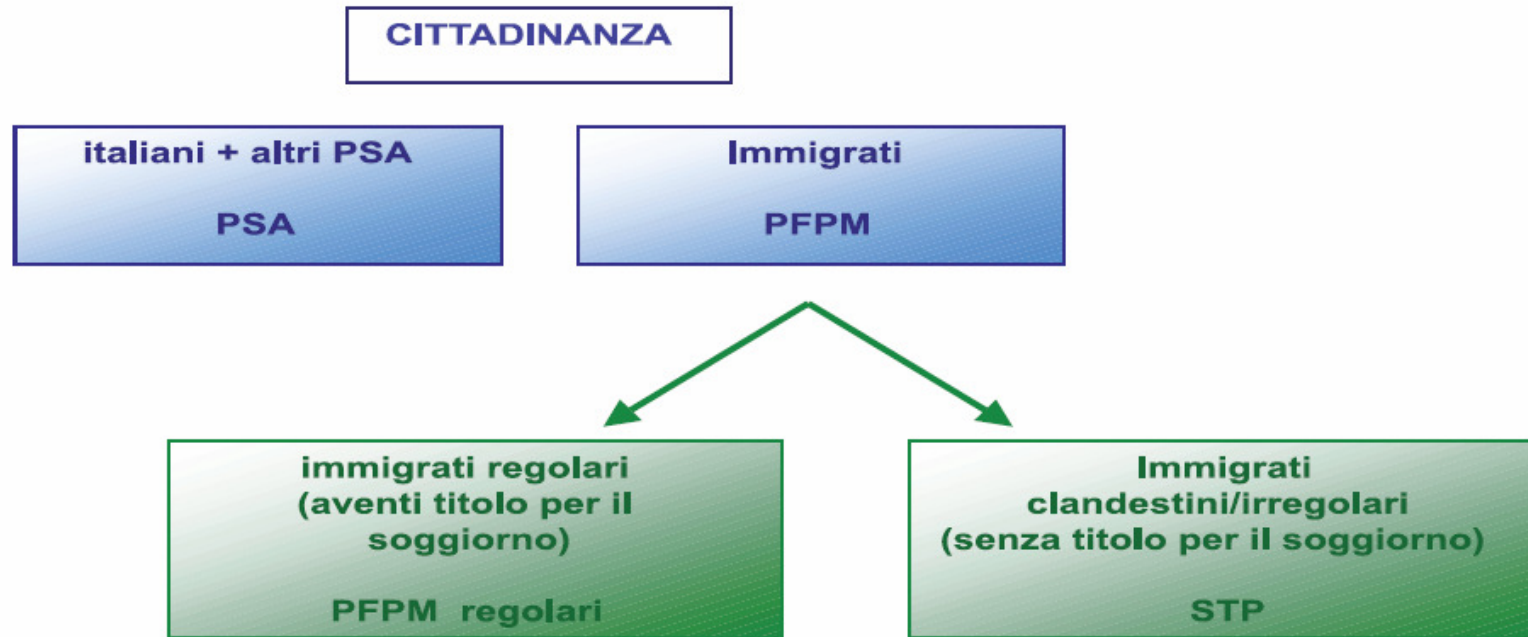 CITTADINANZA
italiani + altri PSA
PSA
Immigrati
PFPM
immigrati regolari
(aventi titolo per il
soggiorno)
PFPM regolari
Immigrati
clandestini/irregolari
(senza titolo per il soggiorno)
STP